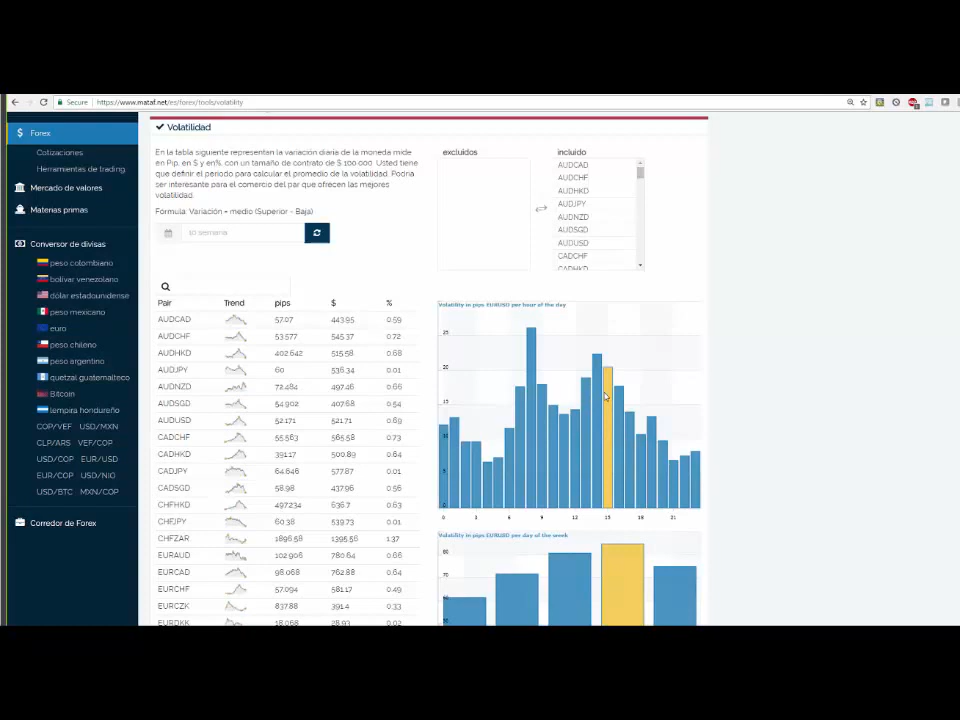 Secure
https://www.mataf.net/es/forex/tools/volatility
Forex
Cotizaciones
Herramientas de trading
Mercado de valores
Materias primas
Conversor de divisas
peso colombiano
bolívar venezolano
dólar estadounidense
peso mexicano
euro
peso chileno
peso argentino
quetzal guatemalteco
Bitcoin
lempira hondureño
COP/VEF USD/MXN
CLP/ARS VEF/COP
USD/COP EUR/USD
EUR/COP USD/NIO
USD/BTC MXN/COP
Corredor de Forex
Volatilidad
En la tabla siguiente representan la variación diaria de la moneda mide
en Pip, en $ y en%, con un tamaño de contrato de $ 100.000. Usted tiene
que definir el periodo para calcular el promedio de la volatilidad. Podría
ser interesante para el comercio del par que ofrecen las mejores
volatilidad.
Formula: Variación = medio (Superior - Baja)
10 semana
excluidos
incluido
AUDCAD
AUDCHF
AUDHKD
AUDJPY
AUDNZD
AUDSGD
AUDUSD
CADCHF
CADHKD
Pair Trend pips $ %
AUDCAD 57.07 443.95 0.59
AUDCHF 53.577 545.37 0.72
AUDHKD 402.642 515.58 0.68
AUDJPY 60 536.34 0.01
AUDNZD 72.484 497.46 0.66
AUDSGD 54.902 407.68 0.54
AUDUSD 52.171 521.71 0.69
CADCHF 55.563 565.58 0.73
CADHKD 391.17 500.89 0.64
CADJPY 64.646 577.87 0.01
CADSGD 58.98 437.96 0.56
CHFHKD 497.234 636.7 0.63
CHFJPY 60.38 539.73 0.01
CHFZAR 1896.58 1395.56 1.37
EURAUD 102.906 780.64 0.66
EURCAD 98.068 762.88 0.64
EURCHF 57.094 581.17 0.49
EURCZK 837.88 391.4 0.33
EURDKK 18.068 28.93 0.02
Volatility in pips EURUSD per hour of the day
25
20
15
10
5
0 3 6 9 12 15 18 21
Volatility in pips EURUSD per day of the week
80
70
60